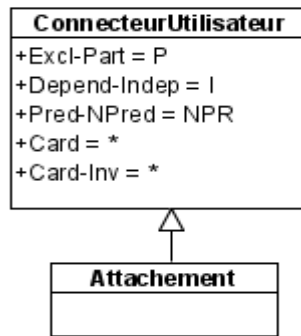 ConnecteurUtilisateur
+Excl-Part = P
+Depend-Indep = I
+Pred-NPred = NPR
+Card = *
+Card-Inv = *
Attachement